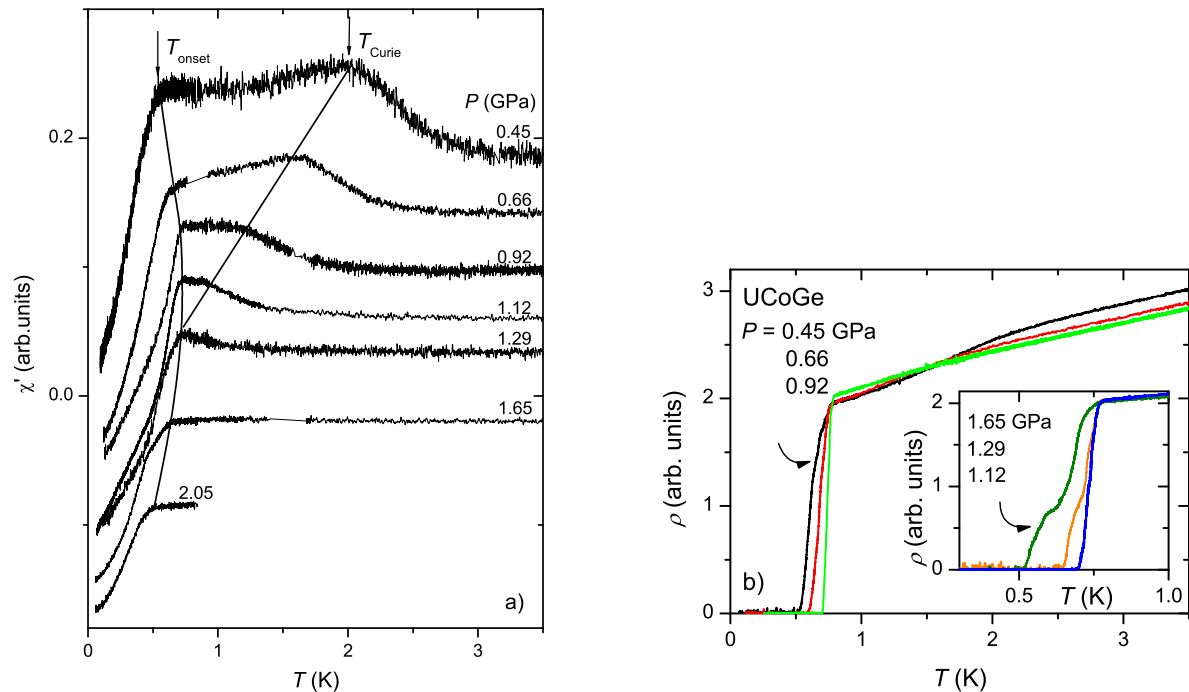 T onset
T Curie
P (GPa)
0.45
0.2
0.66
0.92
1.12
1.29
0.0
1.65
2.05
χ' (arb.units)
a)
0 1 2 3
T (K)
3
UCoGe
P = 0.45 GPa
0.66
2
0.92
1
0
ρ (arb. units)
b)
2
1.65 GPa
1.29
1
1.12
0
ρ (arb. units)
0.5 T (K) 1.0
0 1 2 3
T (K)